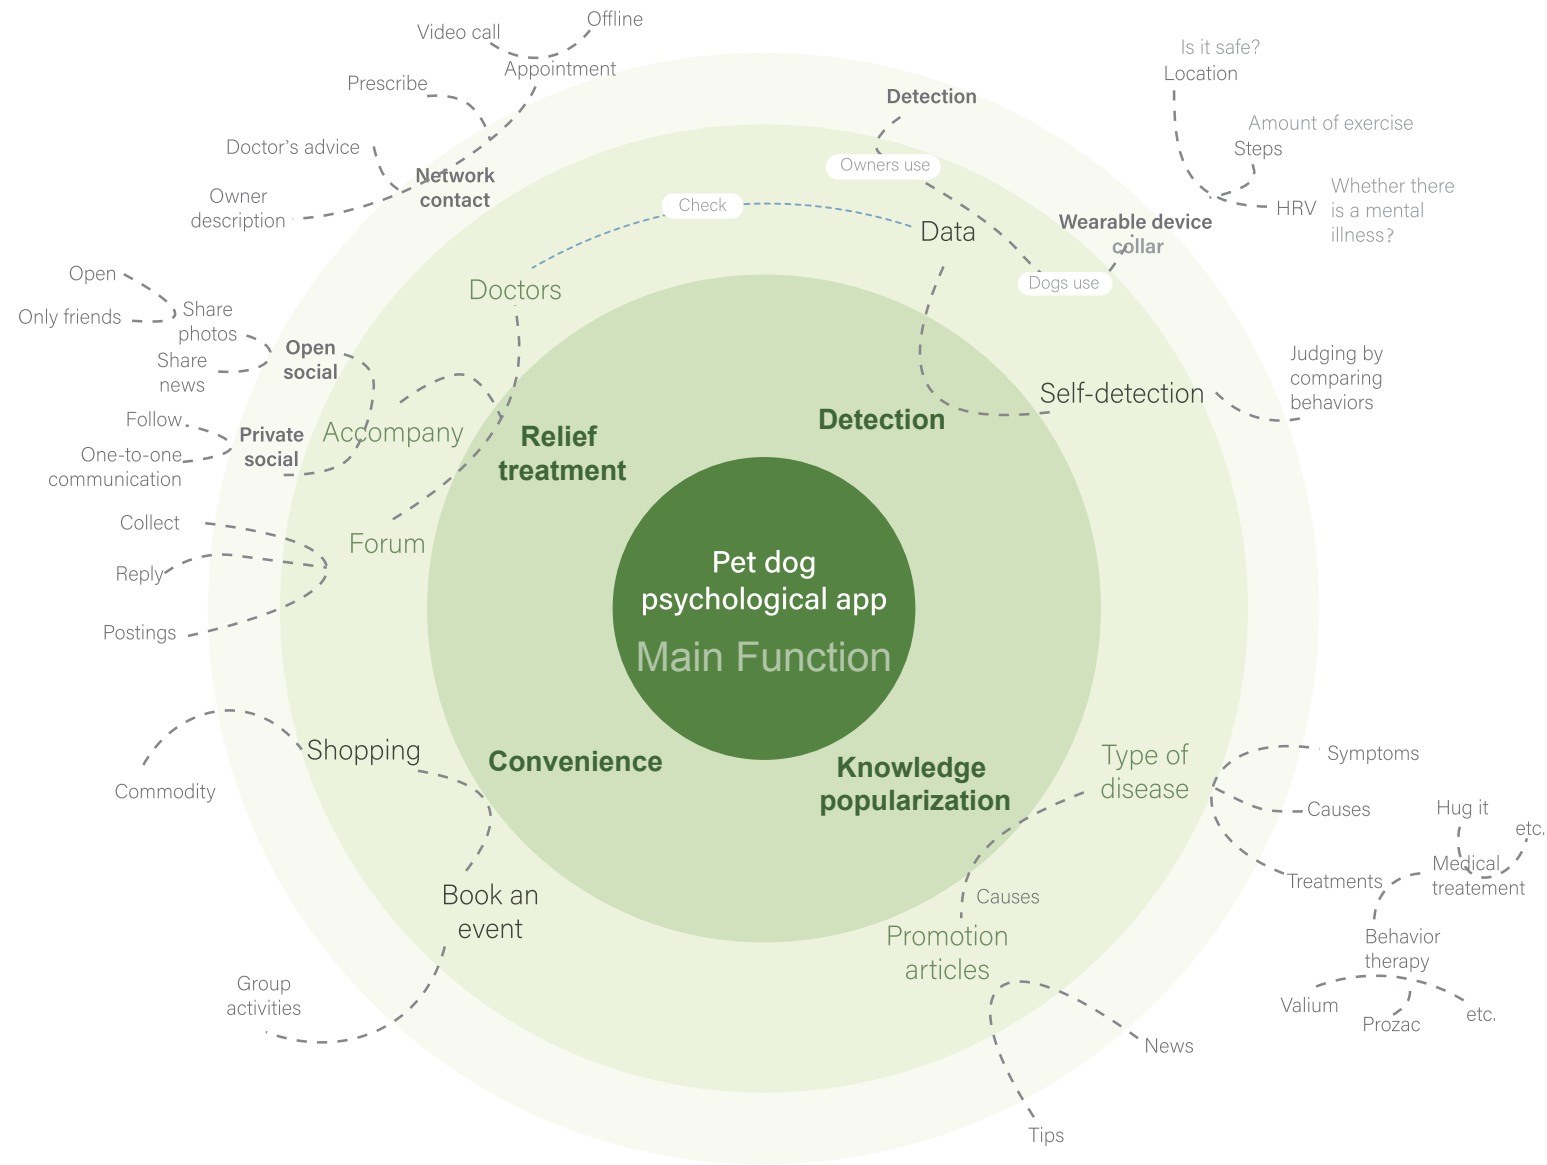 Offline
Video call
Appointment
Prescribe
Doctor's advice
Network
contact
Owner
description
Detection
Owners use
Check
Data
Is it safe?
Location
Amount of exercise
Steps
Whether there
is a mental
illness?
HRV
Wearable device
collar
Dogs use
Doctors
Open
Only friends
Share
photos
Share
news
Open
social
Follow
One-to-one
communication
Private
social
Accompany
Collect
Reply
Postings
Forum
Relief
treatment
Detection
Self-detection
Judging by
comparing
behaviors
Pet dog
psychological app
Main Function
Shopping
Commodity
Convenience
Book an
event
Group
activities
Knowledge
popularization
Type of
disease
Symptoms
Causes
Treatments
Hug it
etc.
Medical
treatement
Behavior
therapy
Valium
Prozac
etc.
Causes
Promotion
articles
News
Tips